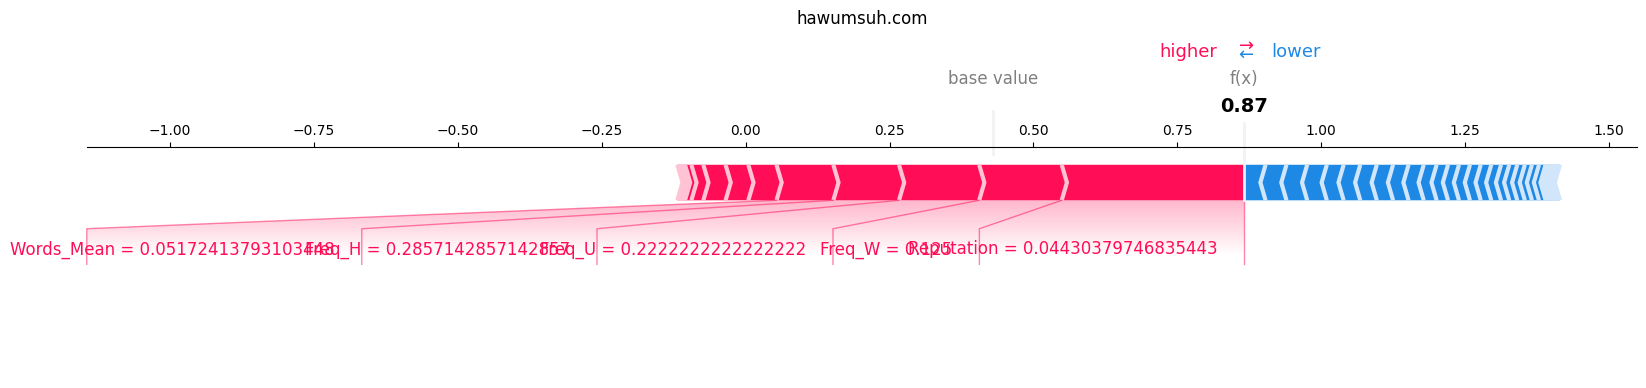 hawumsuh.com
higher ⇄ lower
base value f(x)
0.87
−1.00 −0.75 −0.50 −0.25 0.00 0.25 0.50 0.75 1.00 1.25 1.50
Words_Mean = 0.05172413793103448 Freq_H = 0.2857142857142857 Freq_U = 0.2222222222222222 Freq_W = 0.125 Reputation = 0.04430379746835443